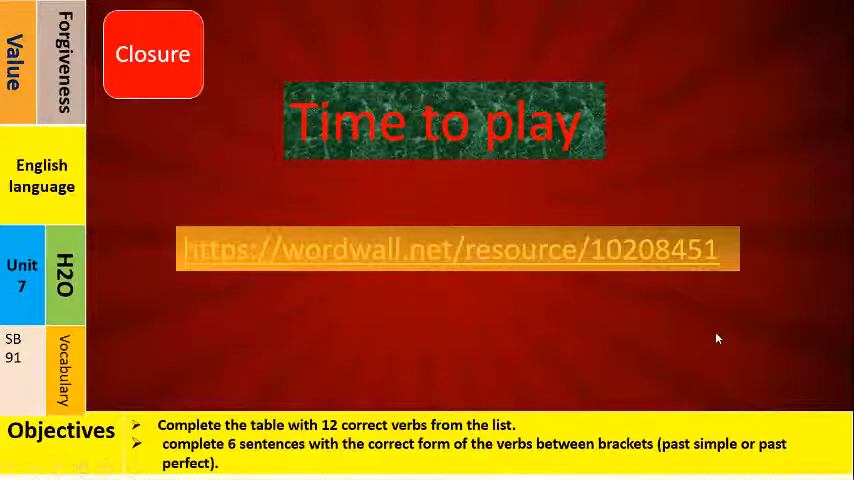 Value
Forgiveness
Closure
Time to play
English
language
https://wordwall.net/resource/10208451
Unit
7
H2O
SB
91
Vocabulary
Objectives
➢ Complete the table with 12 correct verbs from the list.
➢ complete 6 sentences with the correct form of the verbs between brackets (past simple or past
perfect).